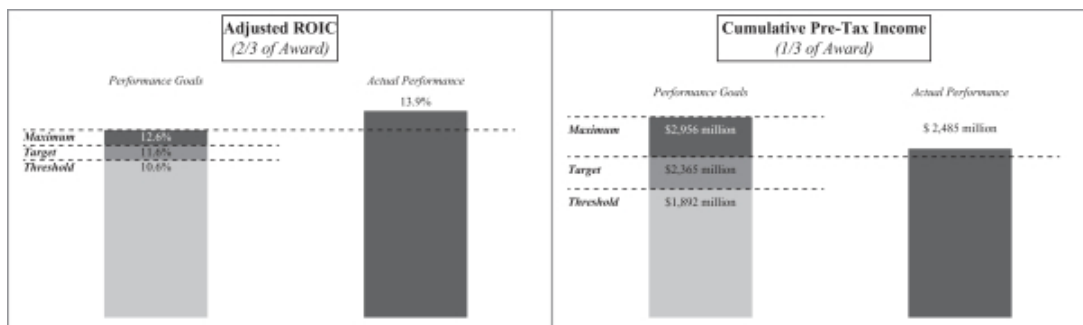 Adjusted ROIC
(2/3 of Award)
Performance Goals
Actual Performance
13.9%
Maximum
12.6%
Target
11.6%
Threshold
10.6%
Cumulative Pre-Tax Income
(1/3 of Award)
Performance Goals
Actual Performance
Maximum
$2,956 million
$ 2,485 million
Target
$2,365 million
Threshold
$1,892 million